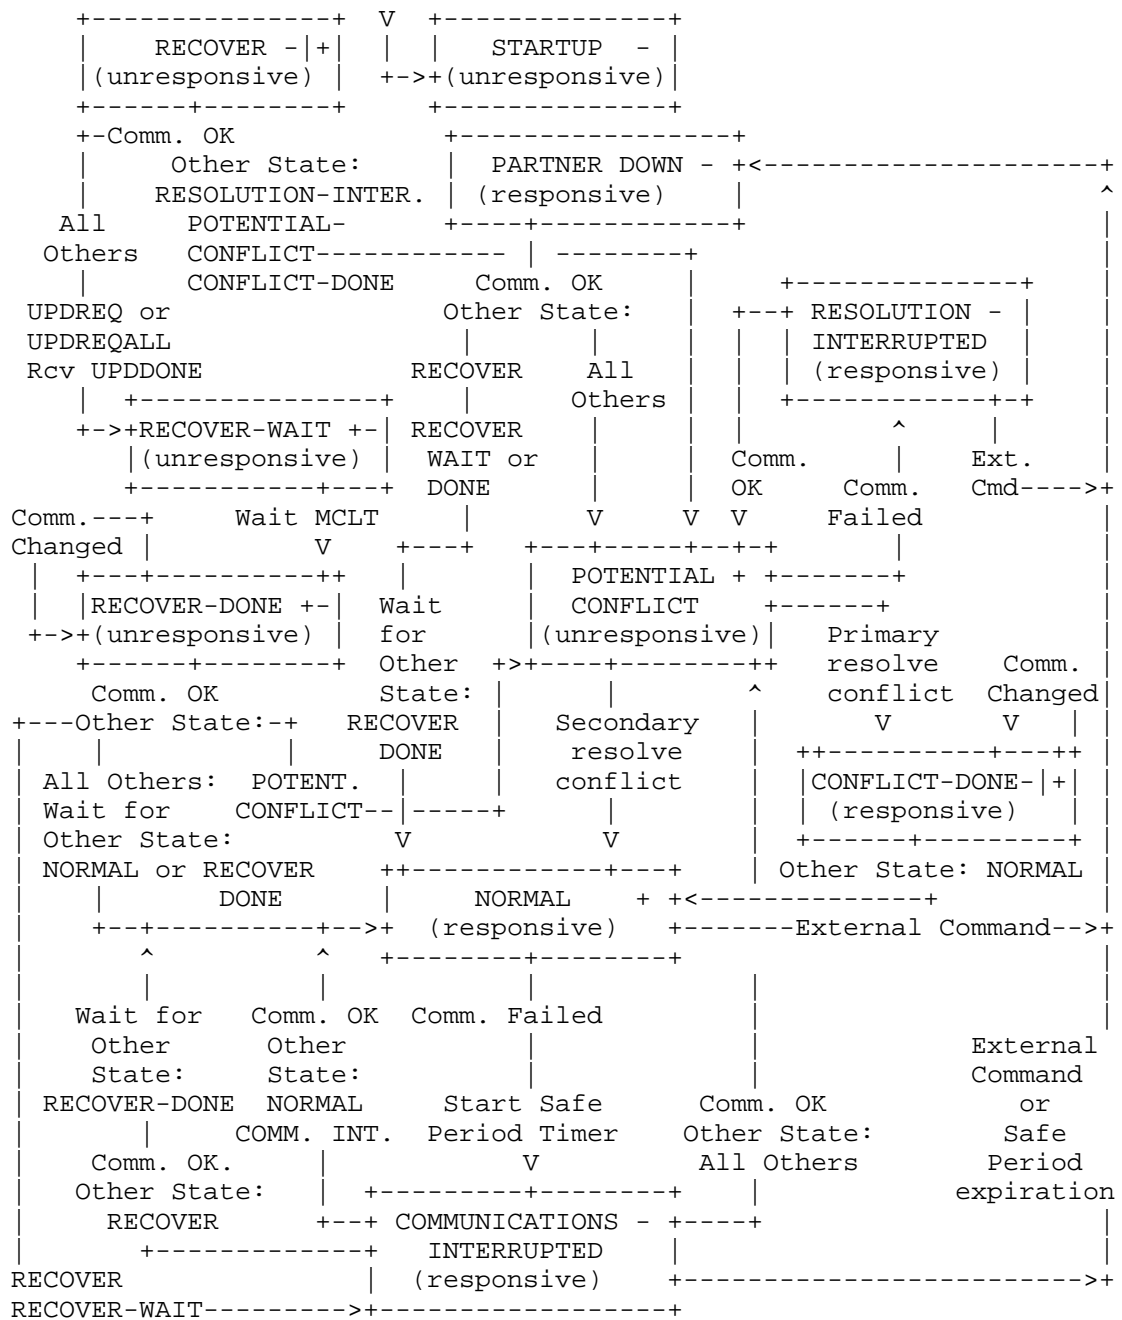 +---------------+  V  +--------------+
    |    RECOVER -|+|  |  |   STARTUP  - |
    |(unresponsive) |  +->+(unresponsive)|
    +------+--------+     +--------------+
    +-Comm. OK             +-----------------+
    |     Other State:     |  PARTNER DOWN - +<---------------------+
    |    RESOLUTION-INTER. | (responsive)    |                      ^
   All     POTENTIAL-      +----+------------+                      |
  Others   CONFLICT------------ | --------+                         |
    |      CONFLICT-DONE     Comm. OK     |     +--------------+    |
 UPDREQ or                 Other State:   |  +--+ RESOLUTION - |    |
 UPDREQALL                  |       |     |  |  | INTERRUPTED  |    |
 Rcv UPDDONE             RECOVER    All   |  |  | (responsive) |    |
    |  +---------------+    |      Others |  |  +------------+-+    |
    +->+RECOVER-WAIT +-| RECOVER    |     |  |         ^     |      |
       |(unresponsive) |  WAIT or   |     | Comm.     |    Ext.    |
       +-----------+---+  DONE      |     |  OK     Comm.   Cmd---->+
Comm.---+     Wait MCLT     |       V     V  V     Failed           |
Changed |          V    +---+   +---+-----+--+-+       |            |
 |  +---+----------++   |       |  POTENTIAL + +-------+            |
 |  |RECOVER-DONE +-|  Wait     |  CONFLICT    +------+             |
 +->+(unresponsive) |  for      |(unresponsive)|   Primary          |
    +------+--------+  Other  +>+----+--------++   resolve    Comm. |
     Comm. OK          State: |      |        ^    conflict  Changed|
+---Other State:-+   RECOVER  |   Secondary   |       V       V   | |
|    |           |     DONE   |    resolve    |  ++----------+---++ |
| All Others:  POTENT.  |     |   conflict    |  |CONFLICT-DONE-|+| |
| Wait for    CONFLICT--|-----+      |        |  | (responsive)   | |
| Other State:          V            V        |  +------+---------+ |
| NORMAL or RECOVER    ++------------+---+    | Other State: NORMAL |
|    |       DONE      |     NORMAL    + +<--------------+          |
|    +--+----------+-->+  (responsive)   +-------External Command-->+
|       ^          ^   +--------+--------+                          |
|       |          |            |             |                     |
|   Wait for   Comm. OK  Comm. Failed         |                     |
|    Other      Other           |             |             External
|    State:     State:          |             |             Command
| RECOVER-DONE  NORMAL     Start Safe      Comm. OK            or
|       |     COMM. INT.  Period Timer    Other State:        Safe
|    Comm. OK.     |            V          All Others        Period
|   Other State:   |  +---------+--------+    |            expiration
|     RECOVER      +--+ COMMUNICATIONS - +----+                     |
|       +-------------+   INTERRUPTED    |                          |
RECOVER               |  (responsive)    +------------------------->+
RECOVER-WAIT--------->+------------------+